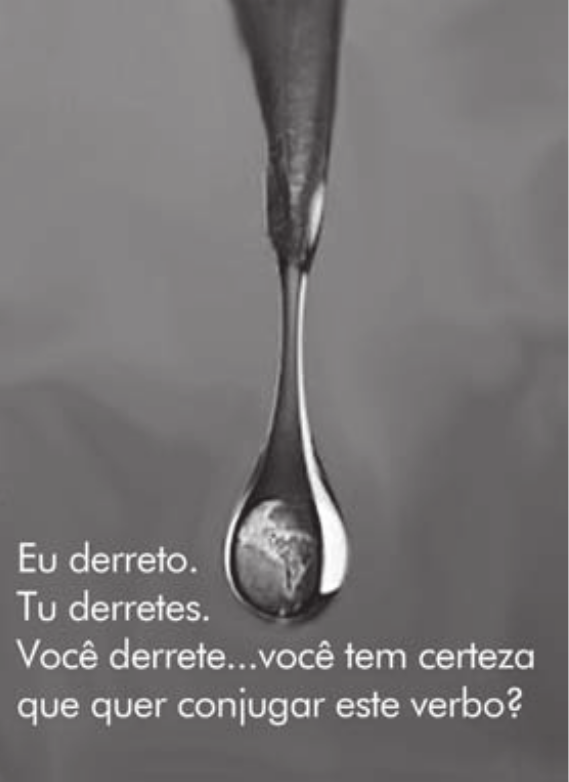 Eu derreto.
Tu derretes.
Você derrete...você tem certeza
que quer conjugar este verbo?